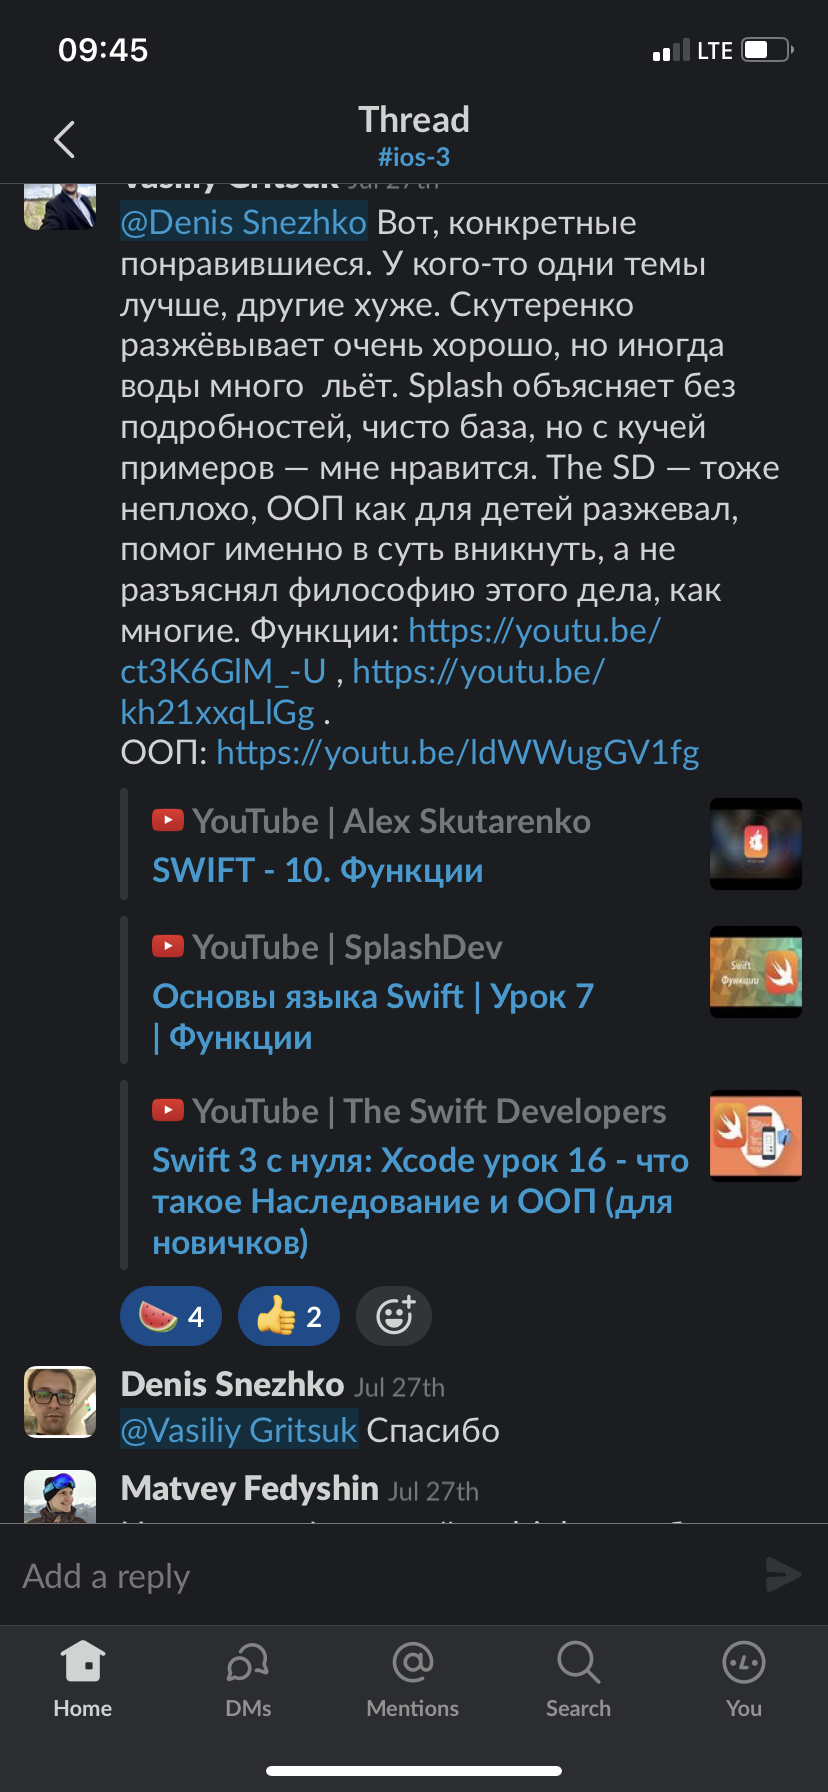 09:45
LTE
Thread
#ios-3
Vasiliy Gritsuk Jul 27th
@Denis Snezhko Вот, конкретные
понравившиеся. У кого-то одни темы
лучше, другие хуже. Скутеренко
разжёвывает очень хорошо, но иногда
воды много  льёт. Splash объясняет без
подробностей, чисто база, но с кучей
примеров — мне нравится. The SD — тоже
неплохо, ООП как для детей разжевал,
помог именно в суть вникнуть, а не
разъяснял философию этого дела, как
многие. Функции: https://youtu.be/
ct3K6GlM_-U , https://youtu.be/
kh21xxqLlGg .
ООП: https://youtu.be/ldWWugGV1fg
YouTube | Alex Skutarenko
SWIFT - 10. Функции
YouTube | SplashDev
Основы языка Swift | Урок 7
| Функции
Swift
Функции
YouTube | The Swift Developers
Swift 3 с нуля: Xcode урок 16 - что
такое Наследование и ООП (для
новичков)
4
2
Denis Snezhko Jul 27th
@Vasiliy Gritsuk Спасибо
Matvey Fedyshin Jul 27th
Add a reply
Home
DMs
Mentions
Search
You